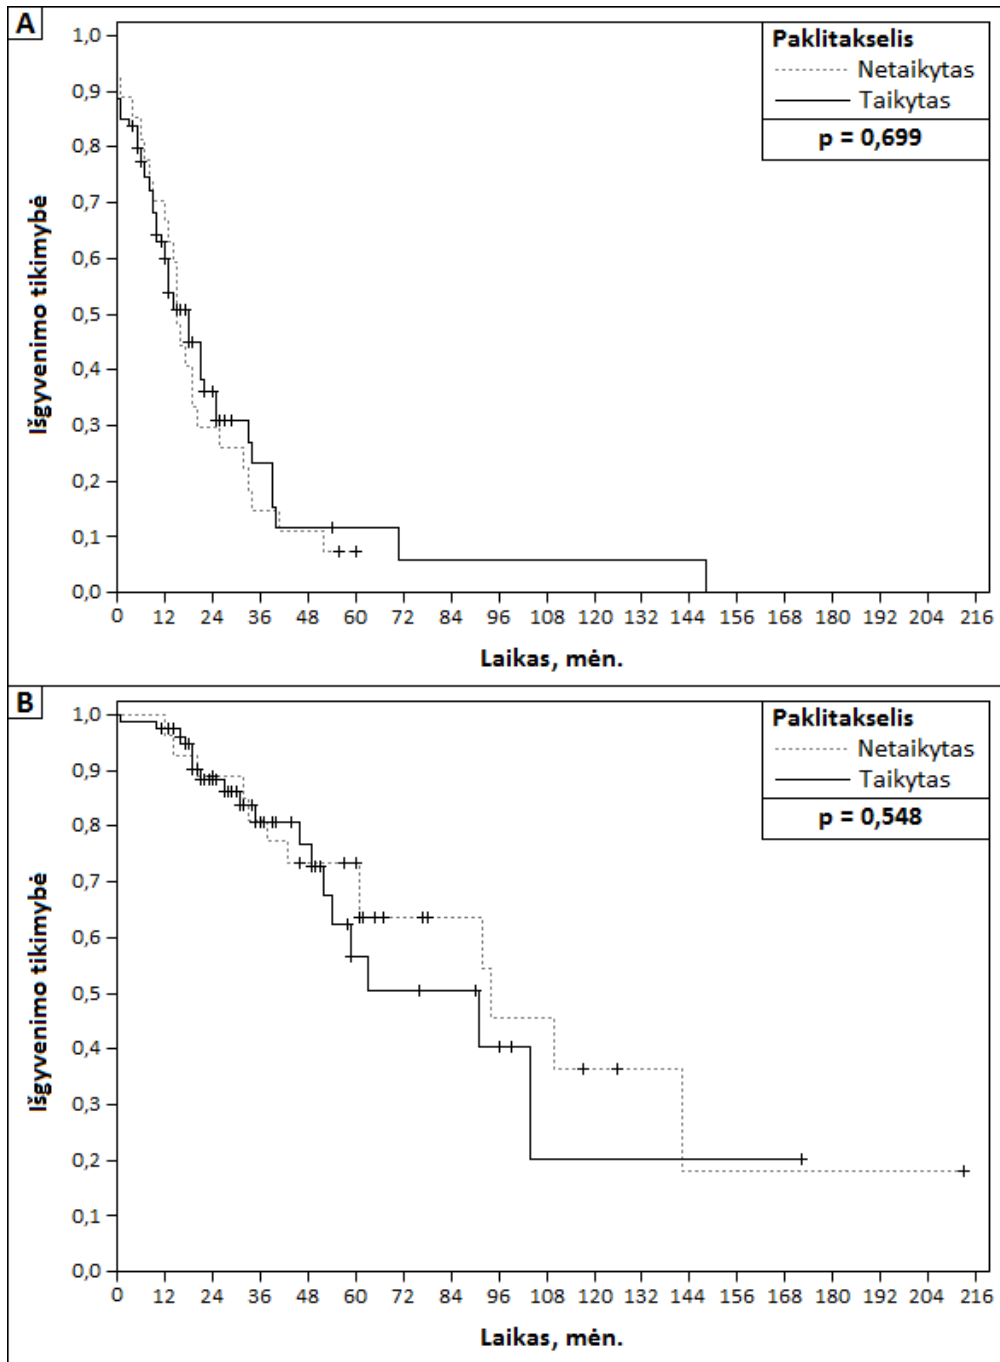 A
Paklitakselis
Netaikytas
Taikytas
p = 0,699
Išgyvenimo tikimybė
1,0
0,9
0,8
0,7
0,6
0,5
0,4
0,3
0,2
0,1
0,0
0 12 24 36 48 60 72 84 96 108 120 132 144 156 168 180 192 204 216
Laikas, mėn.
B
Paklitakselis
Netaikytas
Taikytas
p = 0,548
Išgyvenimo tikimybė
1,0
0,9
0,8
0,7
0,6
0,5
0,4
0,3
0,2
0,1
0,0
0 12 24 36 48 60 72 84 96 108 120 132 144 156 168 180 192 204 216
Laikas, mėn.